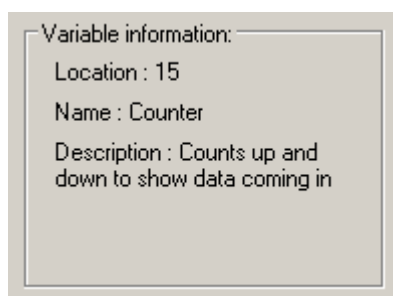 Variable information:
Location : 15
Name : Counter
Description : Counts up and
down to show data coming in